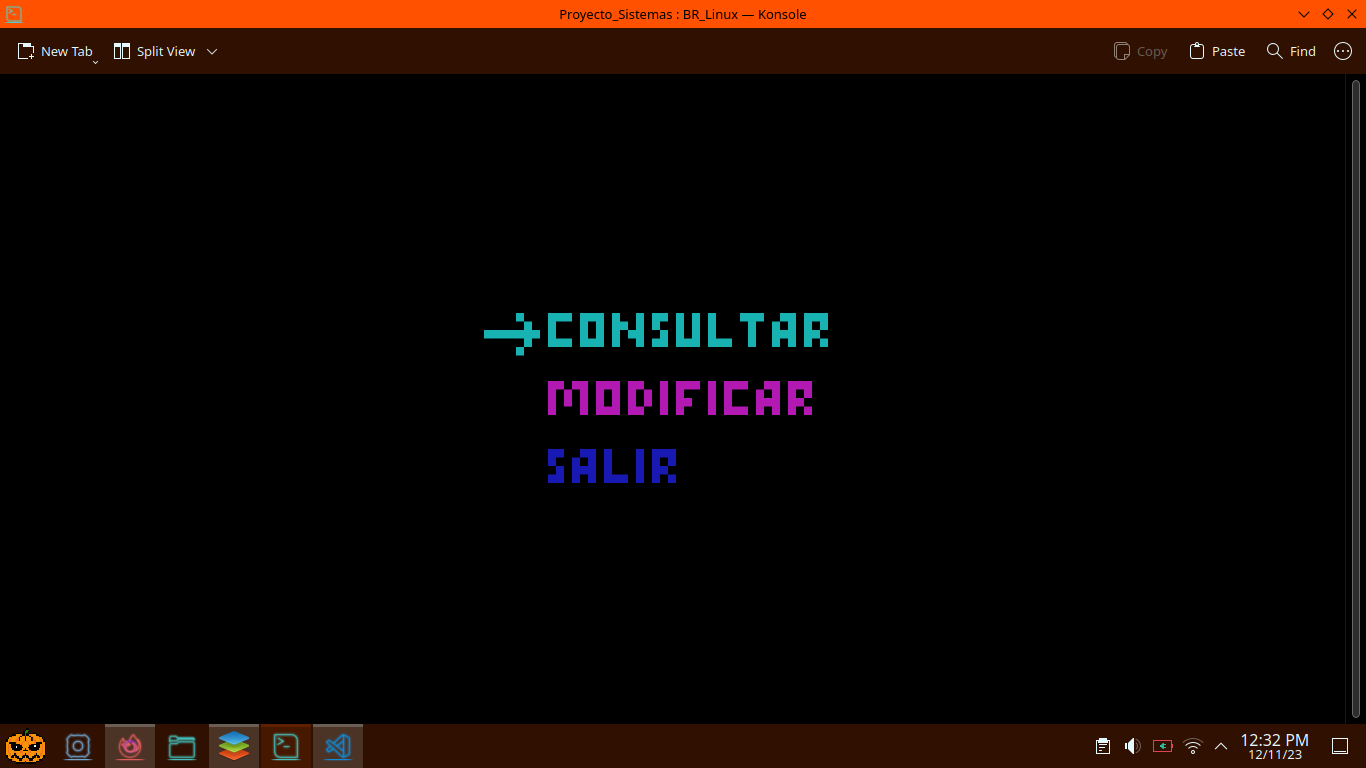 Proyecto_Sistemas : BR_Linux — Konsole
New Tab Split View Copy Paste Find
CONSULTAR
MODIFICAR
SALIR
12:32 PM
12/11/23